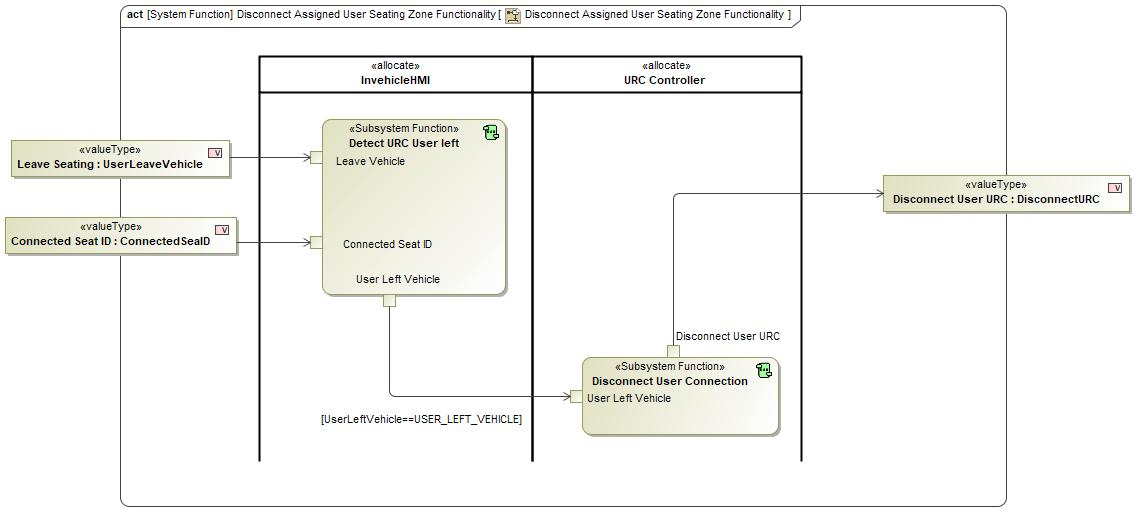 act [System Function] Disconnect Assigned User Seating Zone Functionality [ Disconnect Assigned User Seating Zone Functionality ]
«allocate»
InvehicleHMI
«allocate»
URC Controller
«valueType»
Leave Seating : UserLeaveVehicle
V
«valueType»
Connected Seat ID : ConnectedSeaID
V
«Subsystem Function»
Detect URC User left
Leave Vehicle
Connected Seat ID
User Left Vehicle
[UserLeftVehicle==USER_LEFT_VEHICLE]
Disconnect User URC
«Subsystem Function»
Disconnect User Connection
User Left Vehicle
«valueType»
Disconnect User URC : DisconnectURC
V